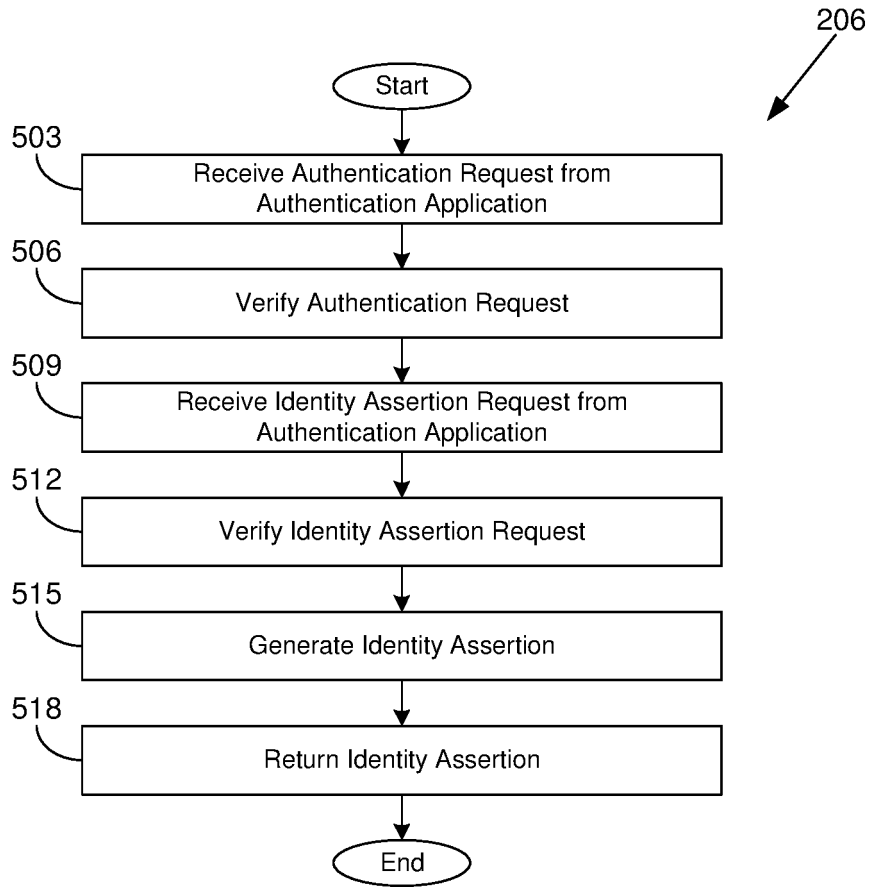 206
Start
503
Receive Authentication Request from
Authentication Application
506
Verify Authentication Request
509
Receive Identity Assertion Request from
Authentication Application
512
Verify Identity Assertion Request
515
Generate Identity Assertion
518
Return Identity Assertion
End